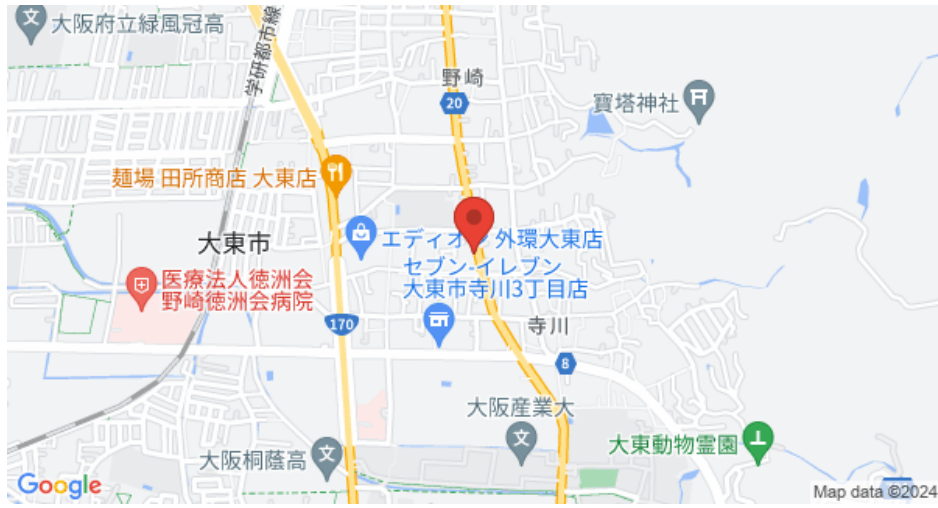 大阪府立緑風冠高
学研都市線
野崎
20
寶塔神社
麺場 田所商店 大東店
大東市
エディオン 外環大東店
セブン-イレブン
大東市寺川3丁目店
医療法人徳洲会
野崎徳洲会病院
170
寺川
8
大阪産業大
大東動物霊園
大阪桐蔭高
Google
Map data ©2024